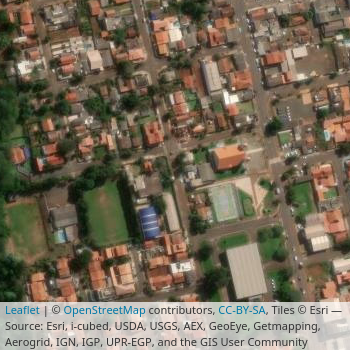 Leaflet | © OpenStreetMap contributors, CC-BY-SA, Tiles © Esri —
Source: Esri, i-cubed, USDA, USGS, AEX, GeoEye, Getmapping,
Aerogrid, IGN, IGP, UPR-EGP, and the GIS User Community